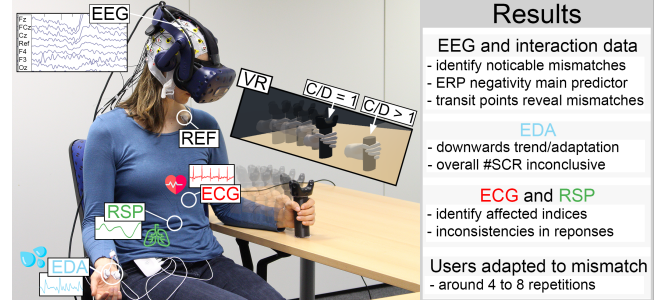 EEG
Fz
FCz
Cz
Ref
F4
F3
Oz
VR
C/D = 1
C/D > 1
REF
ECG
RSP
EDA
Results
EEG and interaction data
- identify noticable mismatches
- ERP negativity main predictor
- transit points reveal mismatches
EDA
- downwards trend/adaptation
- overall #SCR inconclusive
ECG and RSP
- identify affected indices
- inconsistencies in reponses
Users adapted to mismatch
- around 4 to 8 repetitions